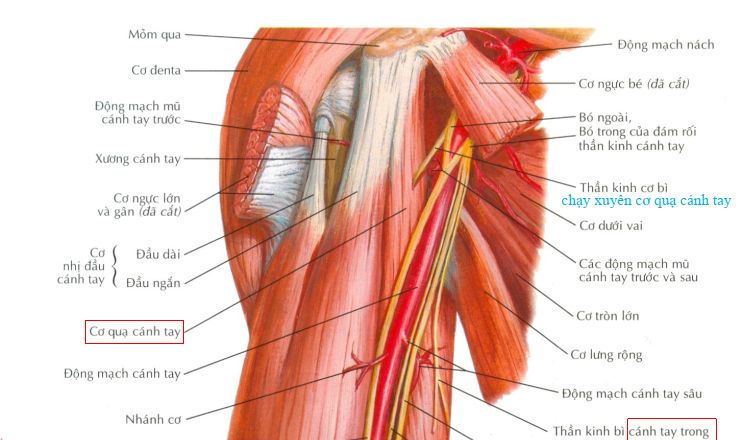 Mỏm quạ
Cơ denta
Động mạch mũ
cánh tay trước
Xương cánh tay
Cơ ngực lớn
và gân (đã cắt)
Cơ
nhị đầu
cánh tay
Đầu dài
Đầu ngắn
Cơ quạ cánh tay
Động mạch cánh tay
Nhánh cơ
Động mạch nách
Cơ ngực bé (đã cắt)
Bó ngoài,
Bó trong của đám rối
thần kinh cánh tay
Thần kinh cơ bì
chạy xuyên cơ quạ cánh tay
Cơ dưới vai
Các động mạch mũ
cánh tay trước và sau
Cơ tròn lớn
Cơ lưng rộng
Động mạch cánh tay sâu
Thần kinh bì cánh tay trong